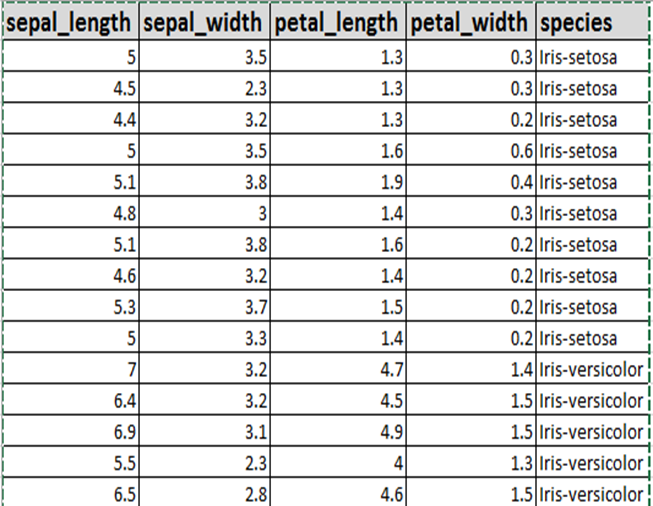 sepal_length sepal_width petal_length petal_width species
5 3.5 1.3 0.3 Iris-setosa
4.5 2.3 1.3 0.3 Iris-setosa
4.4 3.2 1.3 0.2 Iris-setosa
5 3.5 1.6 0.6 Iris-setosa
5.1 3.8 1.9 0.4 Iris-setosa
4.8 3 1.4 0.3 Iris-setosa
5.1 3.8 1.6 0.2 Iris-setosa
4.6 3.2 1.4 0.2 Iris-setosa
5.3 3.7 1.5 0.2 Iris-setosa
5 3.3 1.4 0.2 Iris-setosa
7 3.2 4.7 1.4 Iris-versicolor
6.4 3.2 4.5 1.5 Iris-versicolor
6.9 3.1 4.9 1.5 Iris-versicolor
5.5 2.3 4 1.3 Iris-versicolor
6.5 2.8 4.6 1.5 Iris-versicolor